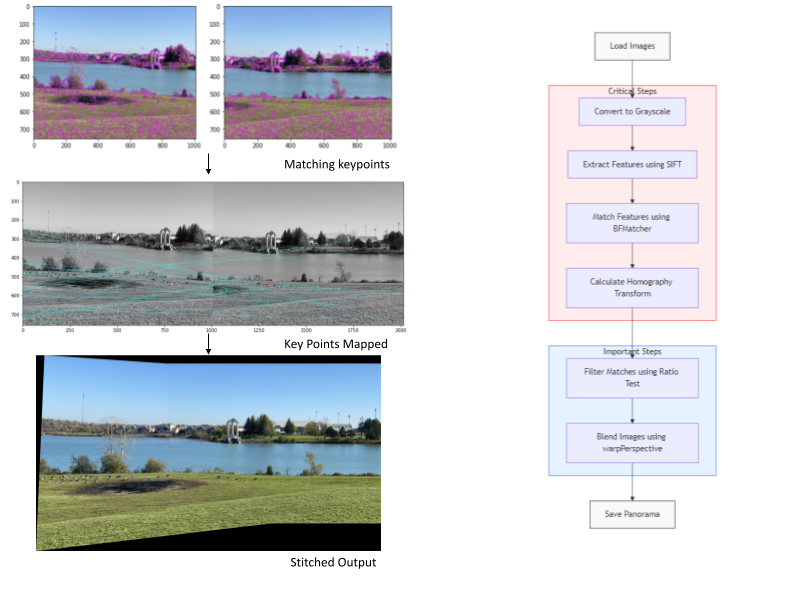 0
100
200
300
400
500
600
700
0 200 400 600 800 1000
0
100
200
300
400
500
600
700
0 200 400 600 800 1000
Matching keypoints
0
100
200
300
400
500
600
700
0 250 500 750 1000 1250 1500 1750 2000
Key Points Mapped
Stitched Output
Load Images
Critical Steps
Convert to Grayscale
Extract Features using SIFT
Match Features using
BFMatcher
Calculate Homography
Transform
Important Steps
Filter Matches using Ratio
Test
Blend Images using
warpPerspective
Save Panorama